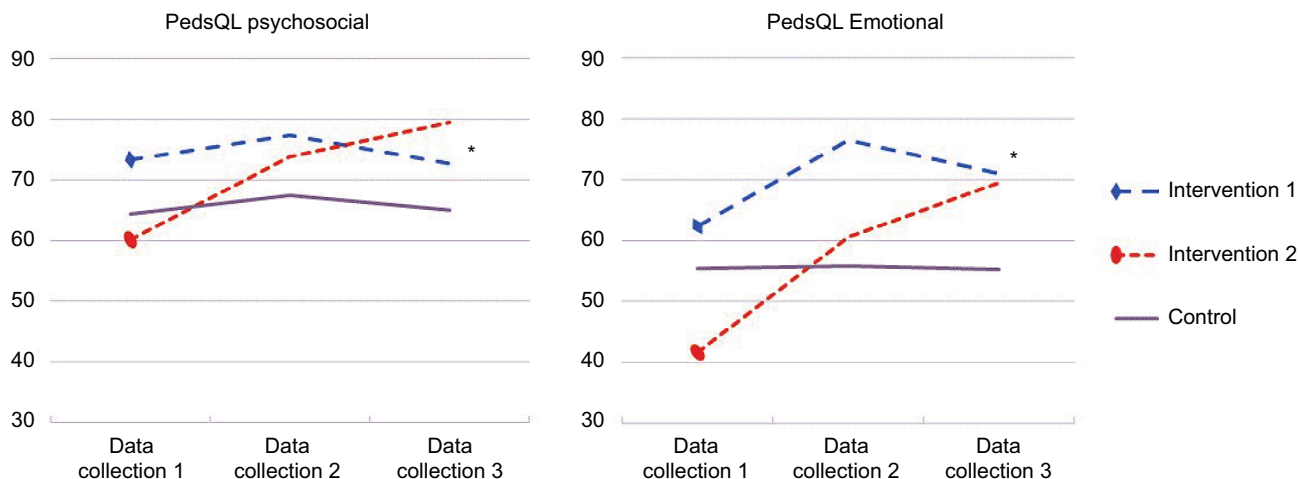 PedsQL psychosocial
90
80
70
60
50
40
30
*
Data
collection 1
Data
collection 2
Data
collection 3
PedsQL Emotional
90
80
70
60
50
40
30
*
Data
collection 1
Data
collection 2
Data
collection 3
Intervention 1
Intervention 2
Control